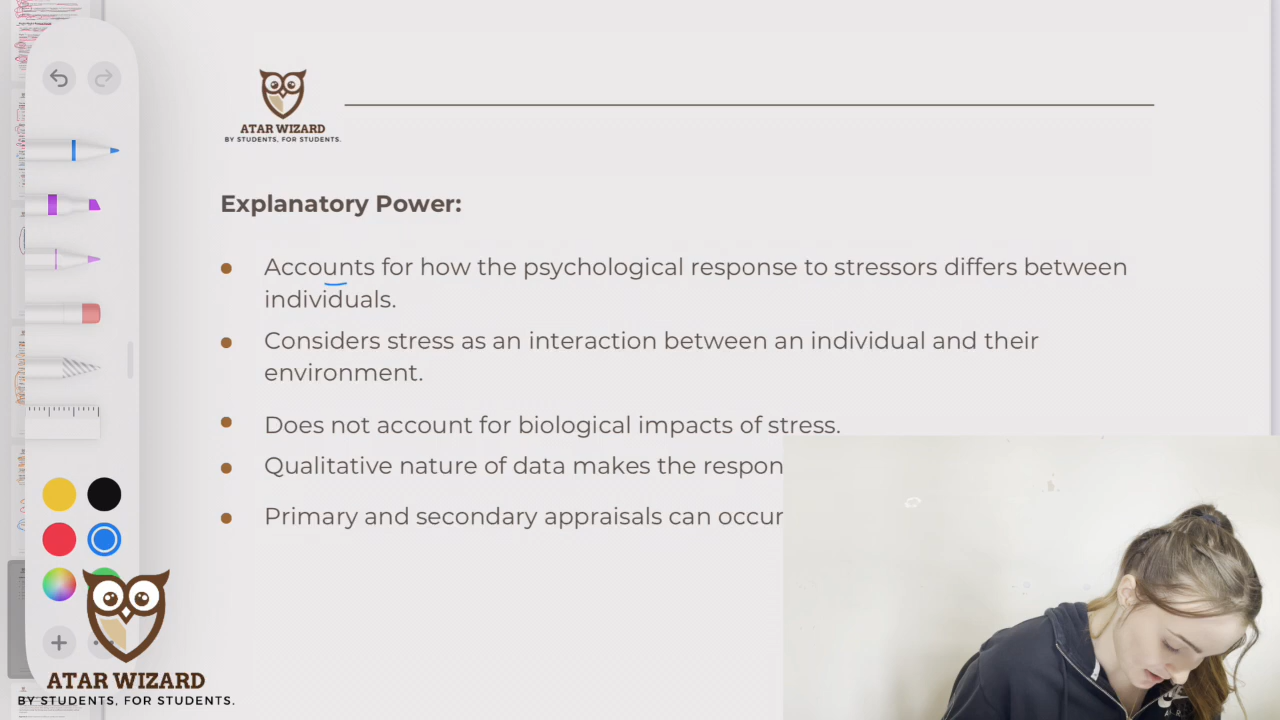 ATAR WIZARD
BY STUDENTS, FOR STUDENTS.
Explanatory Power:
Accounts for how the psychological response to stressors differs between
individuals.
Considers stress as an interaction between an individual and their
environment.
Does not account for biological impacts of stress.
Qualitative nature of data makes the respon
Primary and secondary appraisals can occur
ATAR WIZARD
BY STUDENTS, FOR STUDENTS.